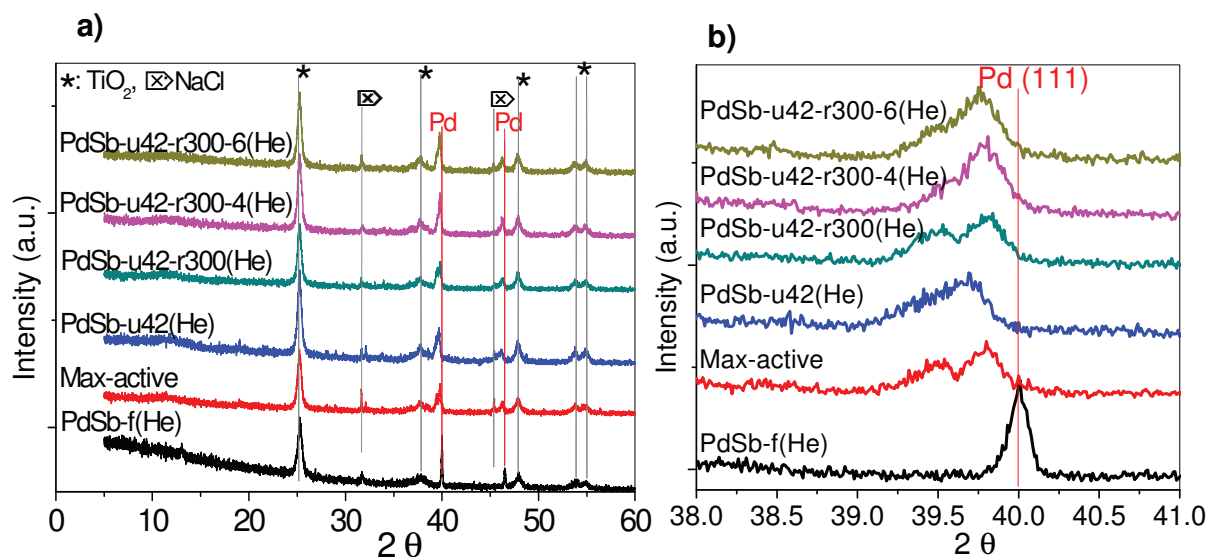 a)
*: TiO2, ⌦NaCl
* * * *
Pd Pd
PdSb-u42-r300-6(He)
PdSb-u42-r300-4(He)
PdSb-u42-r300(He)
PdSb-u42(He)
Max-active
PdSb-f(He)
Intensity (a.u.)
0 10 20 30 40 50 60
2 θ
b)
Pd (111)
PdSb-u42-r300-6(He)
PdSb-u42-r300-4(He)
PdSb-u42-r300(He)
PdSb-u42(He)
Max-active
PdSb-f(He)
Intensity (a.u.)
38.0 38.5 39.0 39.5 40.0 40.5 41.0
2 θ